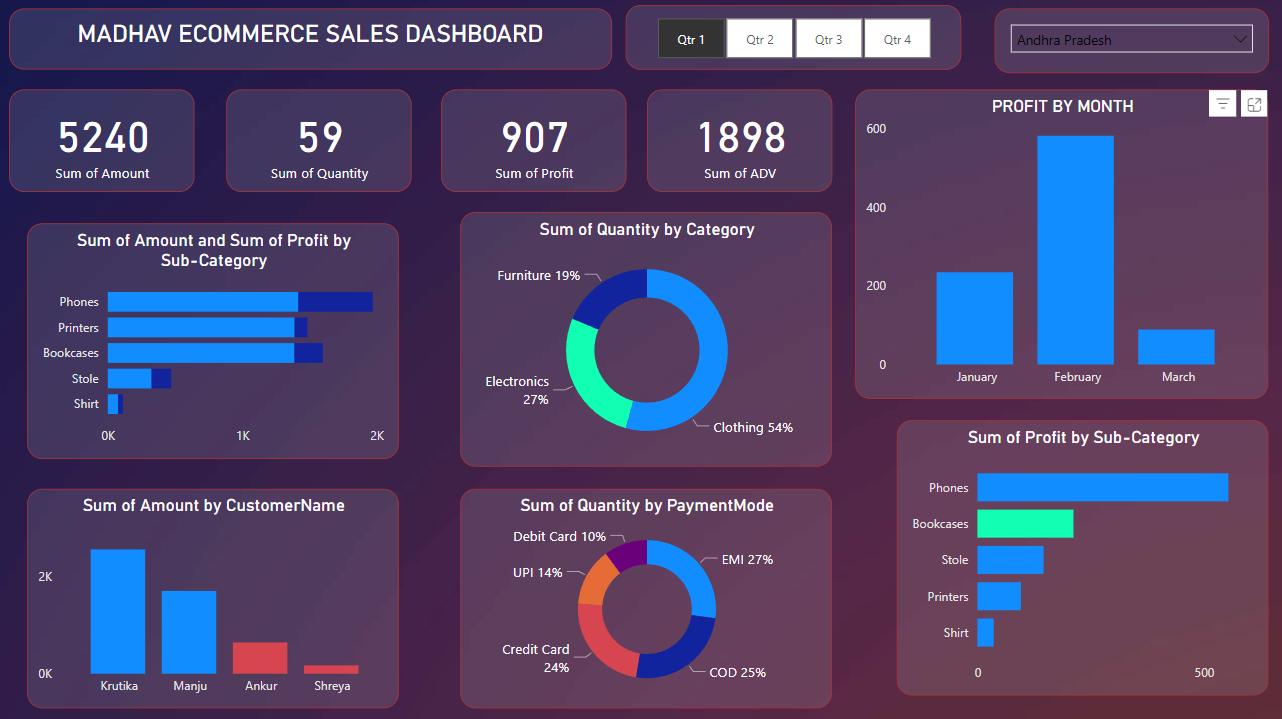 MADHAV ECOMMERCE SALES DASHBOARD
Qtr 1
Qtr 2
Qtr 3
Qtr 4
Andhra Pradesh
5240
Sum of Amount
59
Sum of Quantity
907
Sum of Profit
1898
Sum of ADV
PROFIT BY MONTH
600
400
200
0
January
February
March
Sum of Amount and Sum of Profit by
Sub-Category
Phones
Printers
Bookcases
Stole
Shirt
0K
1K
2K
Sum of Quantity by Category
Furniture 19%
Electronics
27%
Clothing 54%
Sum of Profit by Sub-Category
Phones
Bookcases
Stole
Printers
Shirt
0
500
Sum of Amount by CustomerName
2K
0K
Krutika
Manju
Ankur
Shreya
Sum of Quantity by PaymentMode
Debit Card 10%
UPI 14%
Credit Card
24%
EMI 27%
COD 25%